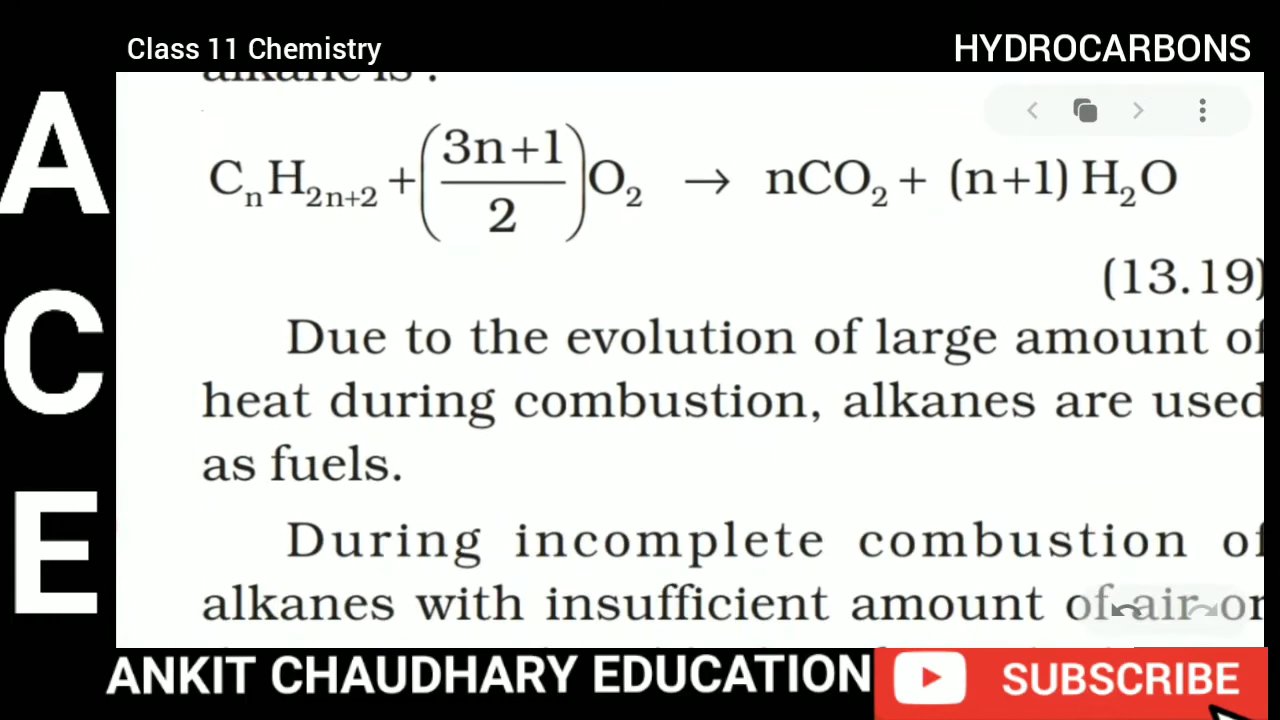 Class 11 Chemistry
HYDROCARBONS
alkane is :
CₙH₂ₙ₊₂ + (3n+1/2) O₂ → nCO₂ + (n+1) H₂O
(13.19)
Due to the evolution of large amount of
heat during combustion, alkanes are used
as fuels.
During incomplete combustion of
alkanes with insufficient amount of air or
A
C
E
ANKIT CHAUDHARY EDUCATION
SUBSCRIBE